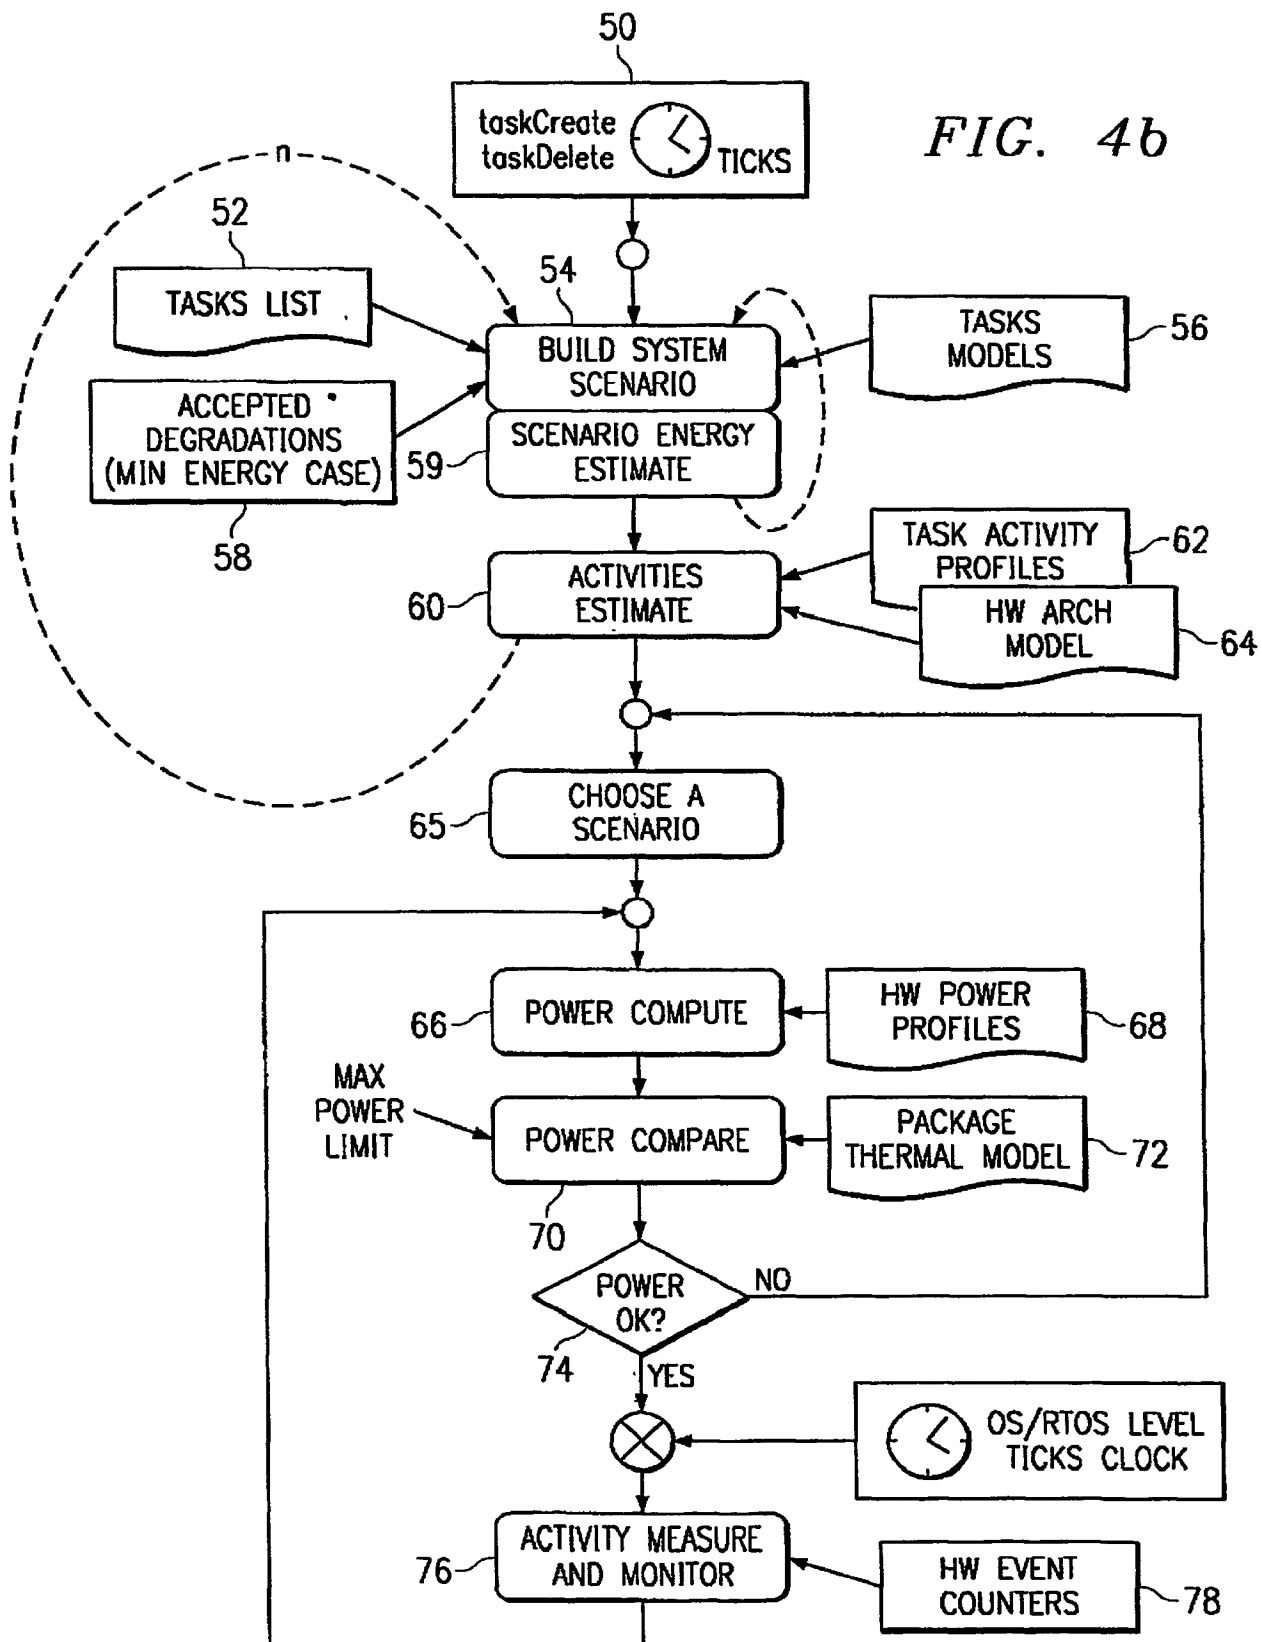 50
taskCreate
taskDelete
TICKS
FIG. 4b
n
52
TASKS LIST
54
BUILD SYSTEM
SCENARIO
TASKS
MODELS
56
ACCEPTED
DEGRADATIONS
(MIN ENERGY CASE)
58
59
SCENARIO ENERGY
ESTIMATE
60
ACTIVITIES
ESTIMATE
TASK ACTIVITY
PROFILES
62
HW ARCH
MODEL
64
65
CHOOSE A
SCENARIO
66
POWER COMPUTE
HW POWER
PROFILES
68
MAX
POWER
LIMIT
POWER COMPARE
70
PACKAGE
THERMAL MODEL
72
POWER
OK?
NO
74
YES
OS/RTOS LEVEL
TICKS CLOCK
76
ACTIVITY MEASURE
AND MONITOR
HW EVENT
COUNTERS
78